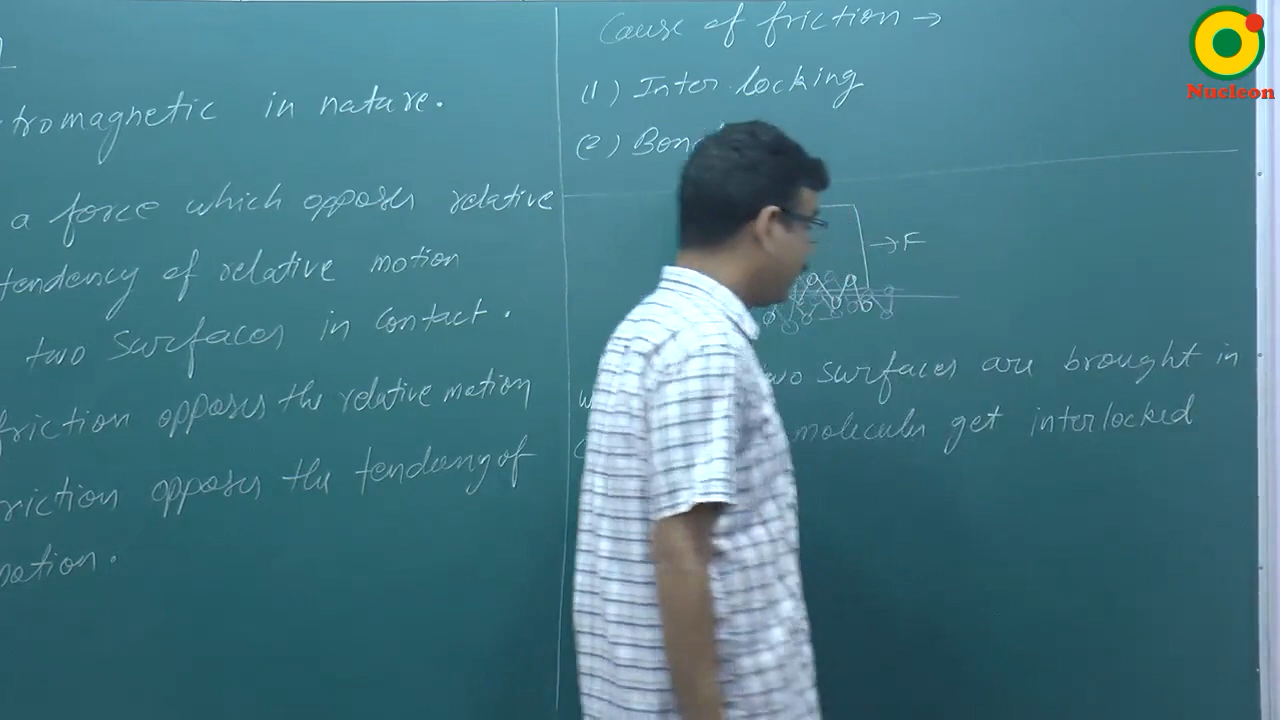 tromagnetic in nature.
a force which opposes relative
tendency of relative motion
two surfaces in contact.
friction opposes the relative motion
riction opposes the tendency of
motion.
Cause of friction →
(1) Inter locking
(2)
→ F
two surfaces are brought in
molecules get interlocked
Nucleon